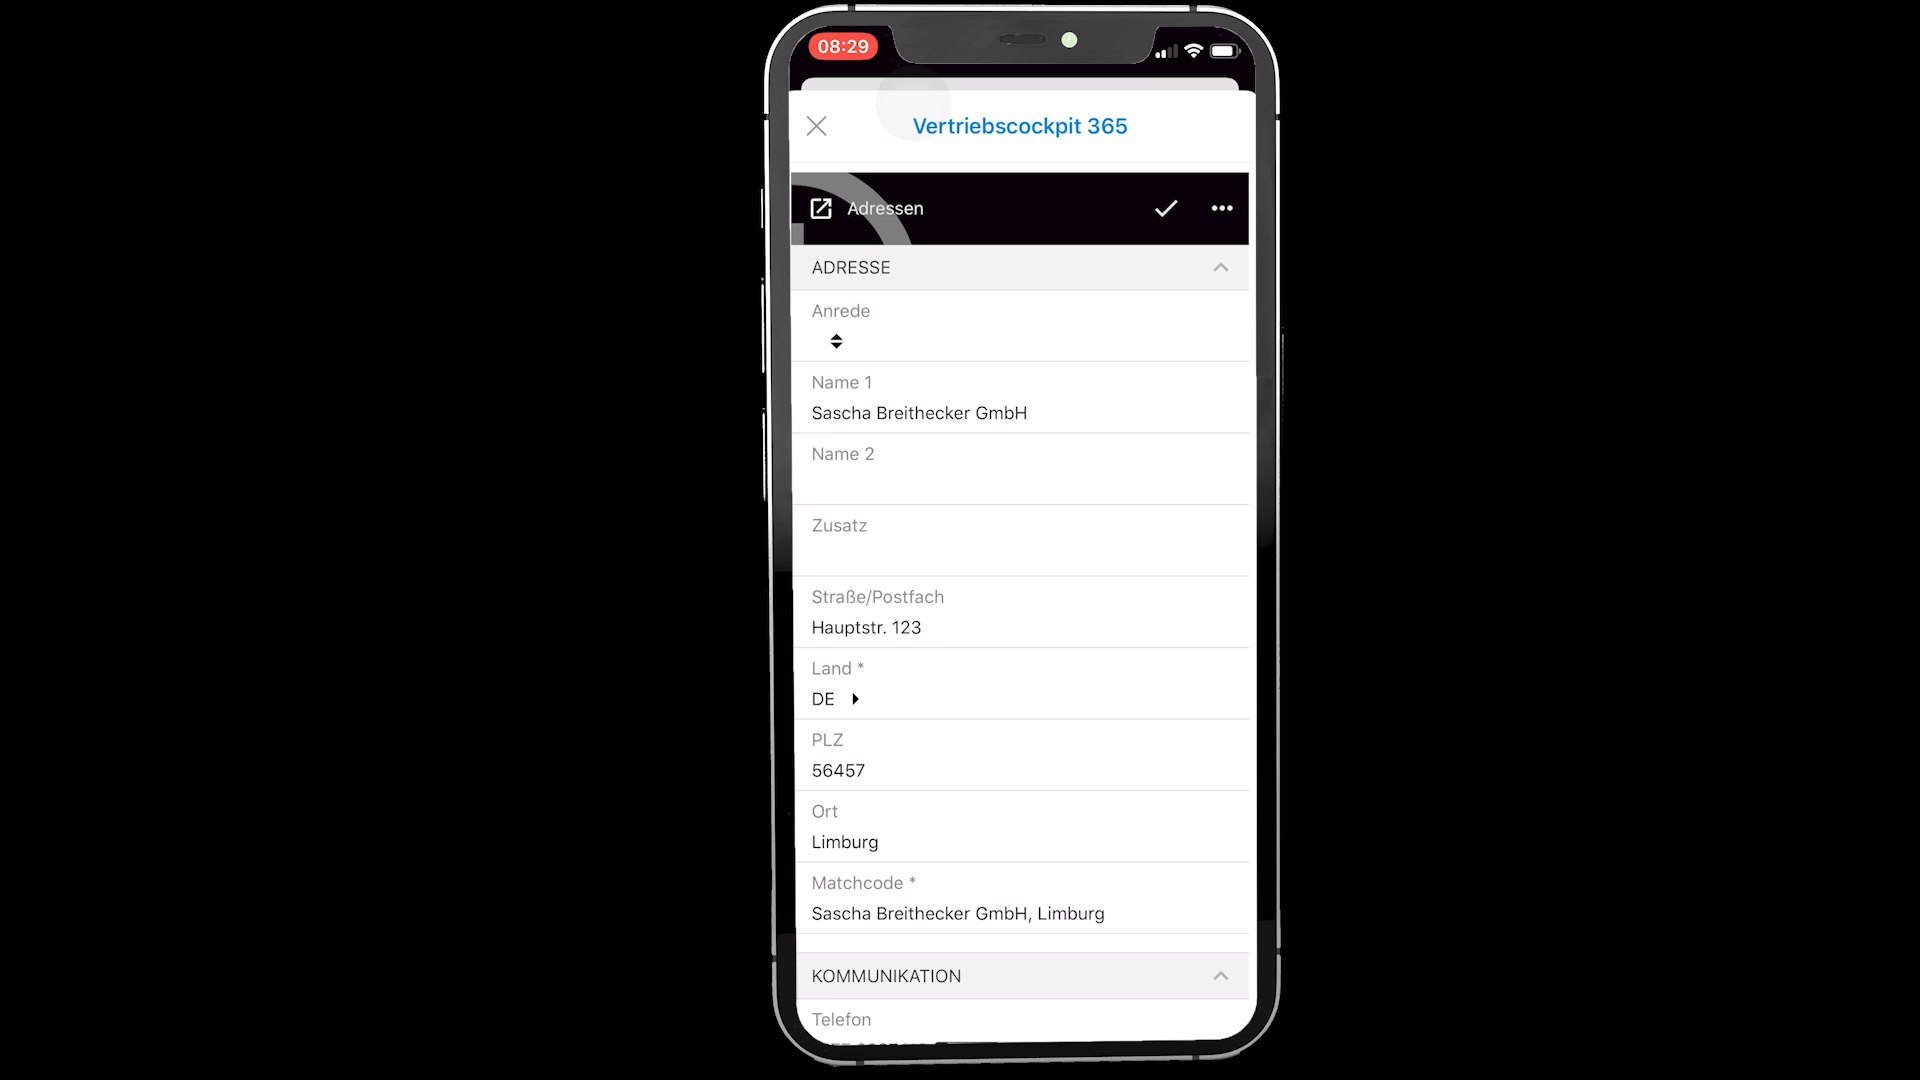 08:29
Vertriebscockpit 365
Adressen
ADRESSE
Anrede
Name 1
Sascha Breithecker GmbH
Name 2
Zusatz
Straße/Postfach
Hauptstr. 123
Land *
DE
PLZ
56457
Ort
Limburg
Matchcode *
Sascha Breithecker GmbH, Limburg
KOMMUNIKATION
Telefon